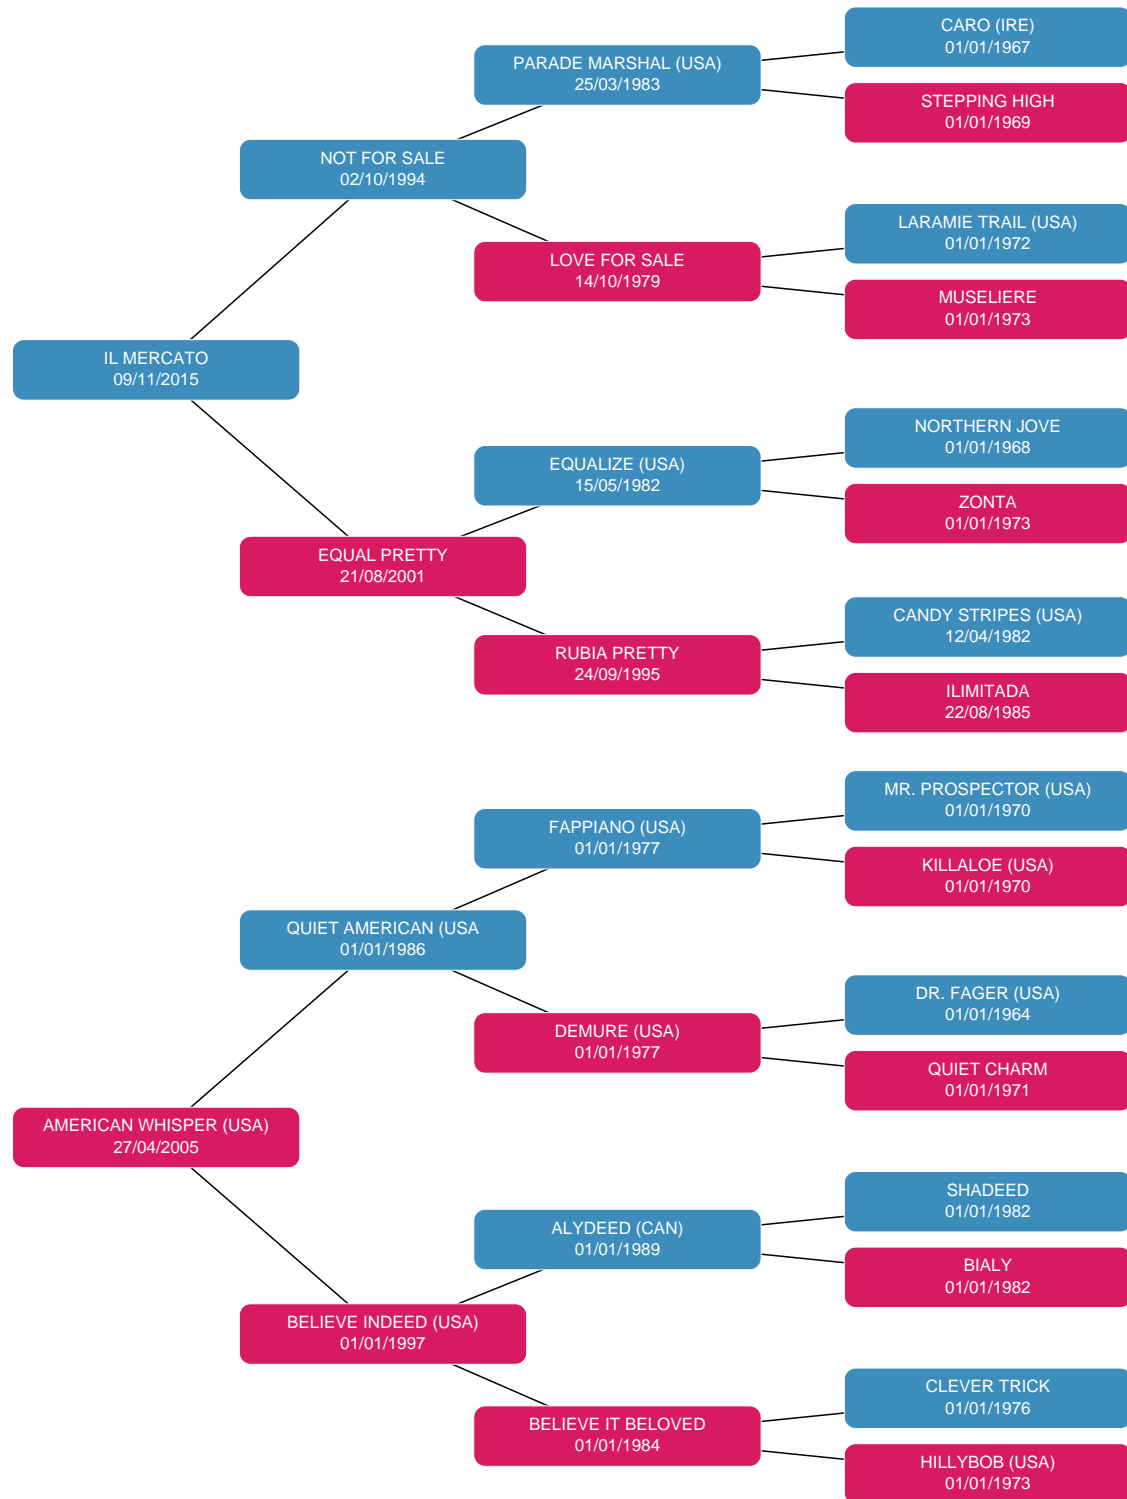 CARO (IRE)
01/01/1967
PARADE MARSHAL (USA)
25/03/1983
STEPPING HIGH
01/01/1969
NOT FOR SALE
02/10/1994
LARAMIE TRAIL (USA)
01/01/1972
LOVE FOR SALE
14/10/1979
MUSELIERE
01/01/1973
IL MERCATO
09/11/2015
NORTHERN JOVE
01/01/1968
EQUALIZE (USA)
15/05/1982
ZONTA
01/01/1973
EQUAL PRETTY
21/08/2001
CANDY STRIPES (USA)
12/04/1982
RUBIA PRETTY
24/09/1995
ILIMITADA
22/08/1985
MR. PROSPECTOR (USA)
01/01/1970
FAPPIANO (USA)
01/01/1977
KILLALOE (USA)
01/01/1970
QUIET AMERICAN (USA
01/01/1986
DR. FAGER (USA)
01/01/1964
DEMURE (USA)
01/01/1977
QUIET CHARM
01/01/1971
AMERICAN WHISPER (USA)
27/04/2005
SHADEED
01/01/1982
ALYDEED (CAN)
01/01/1989
BIALY
01/01/1982
BELIEVE INDEED (USA)
01/01/1997
CLEVER TRICK
01/01/1976
BELIEVE IT BELOVED
01/01/1984
HILLYBOB (USA)
01/01/1973